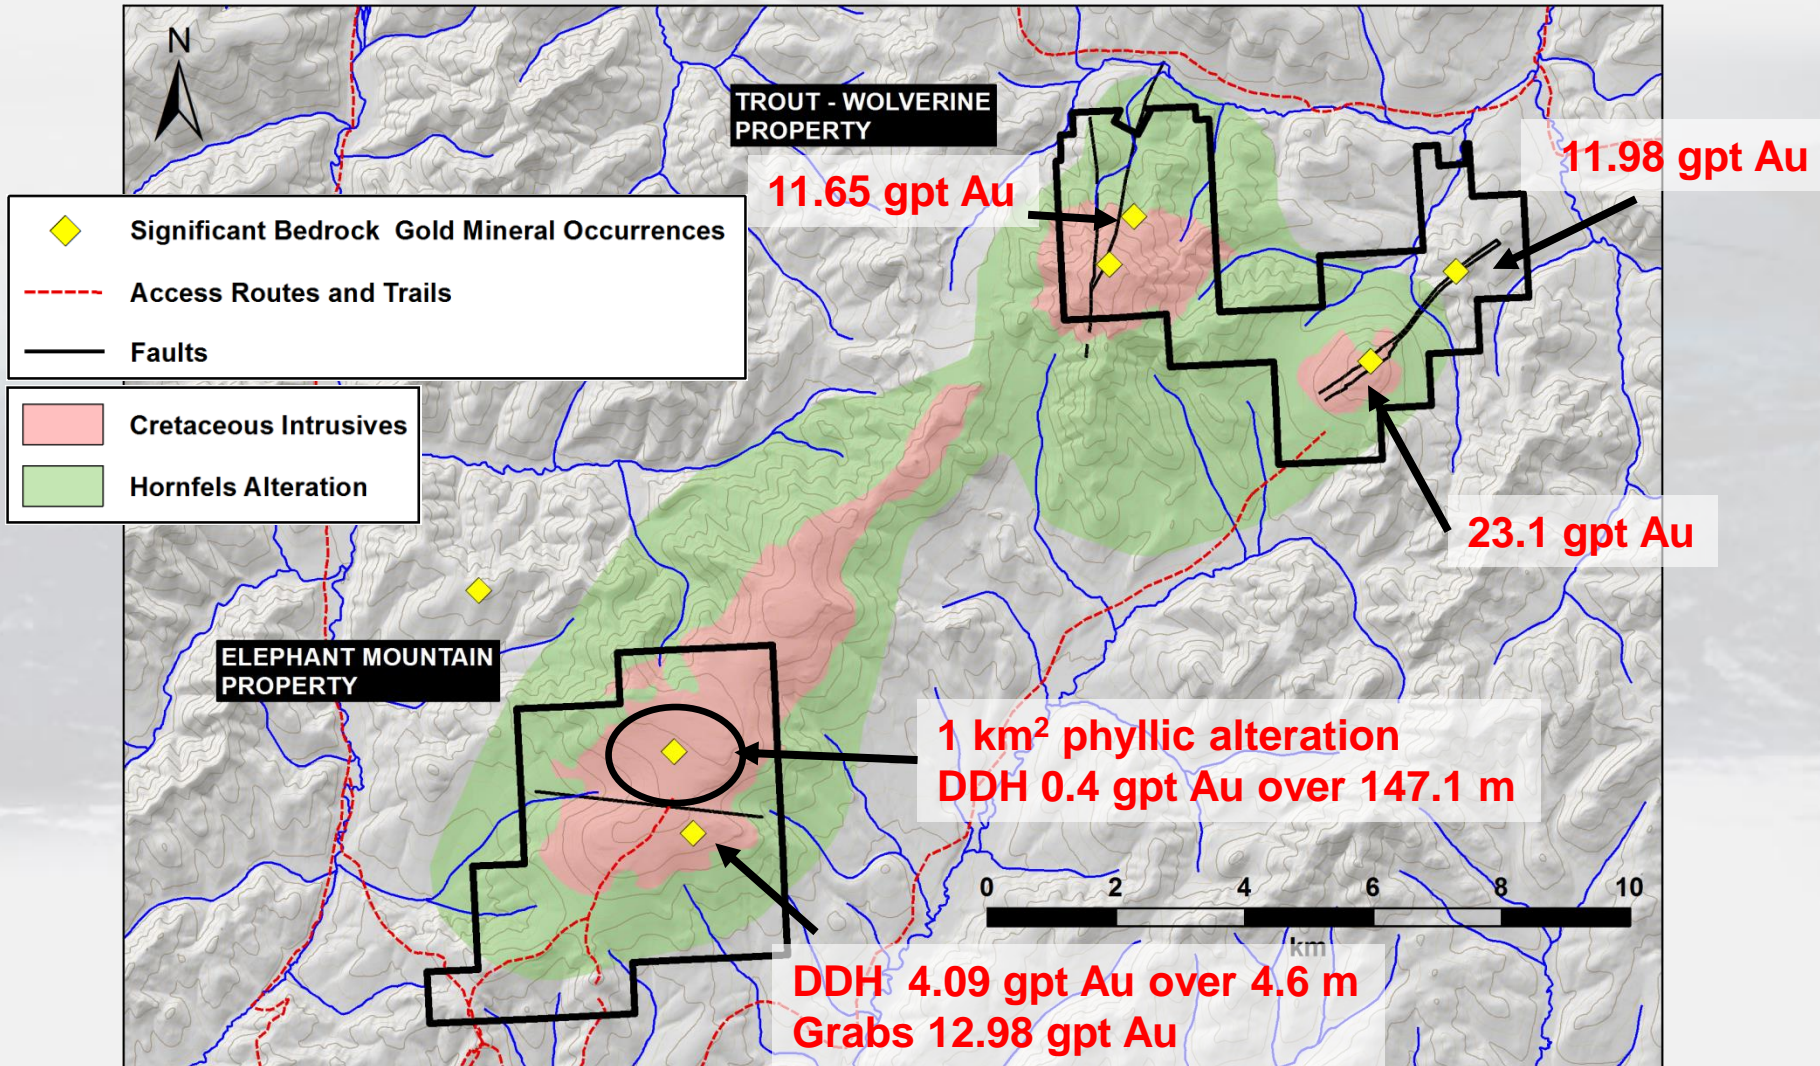 N
TROUT - WOLVERINE
PROPERTY
11.65 gpt Au
11.98 gpt Au
Significant Bedrock Gold Mineral Occurrences
Access Routes and Trails
Faults
Cretaceous Intrusives
Hornfels Alteration
23.1 gpt Au
ELEPHANT MOUNTAIN
PROPERTY
1 km² phyllic alteration
DDH 0.4 gpt Au over 147.1 m
0 2 4 6 8 10
km
DDH 4.09 gpt Au over 4.6 m
Grabs 12.98 gpt Au